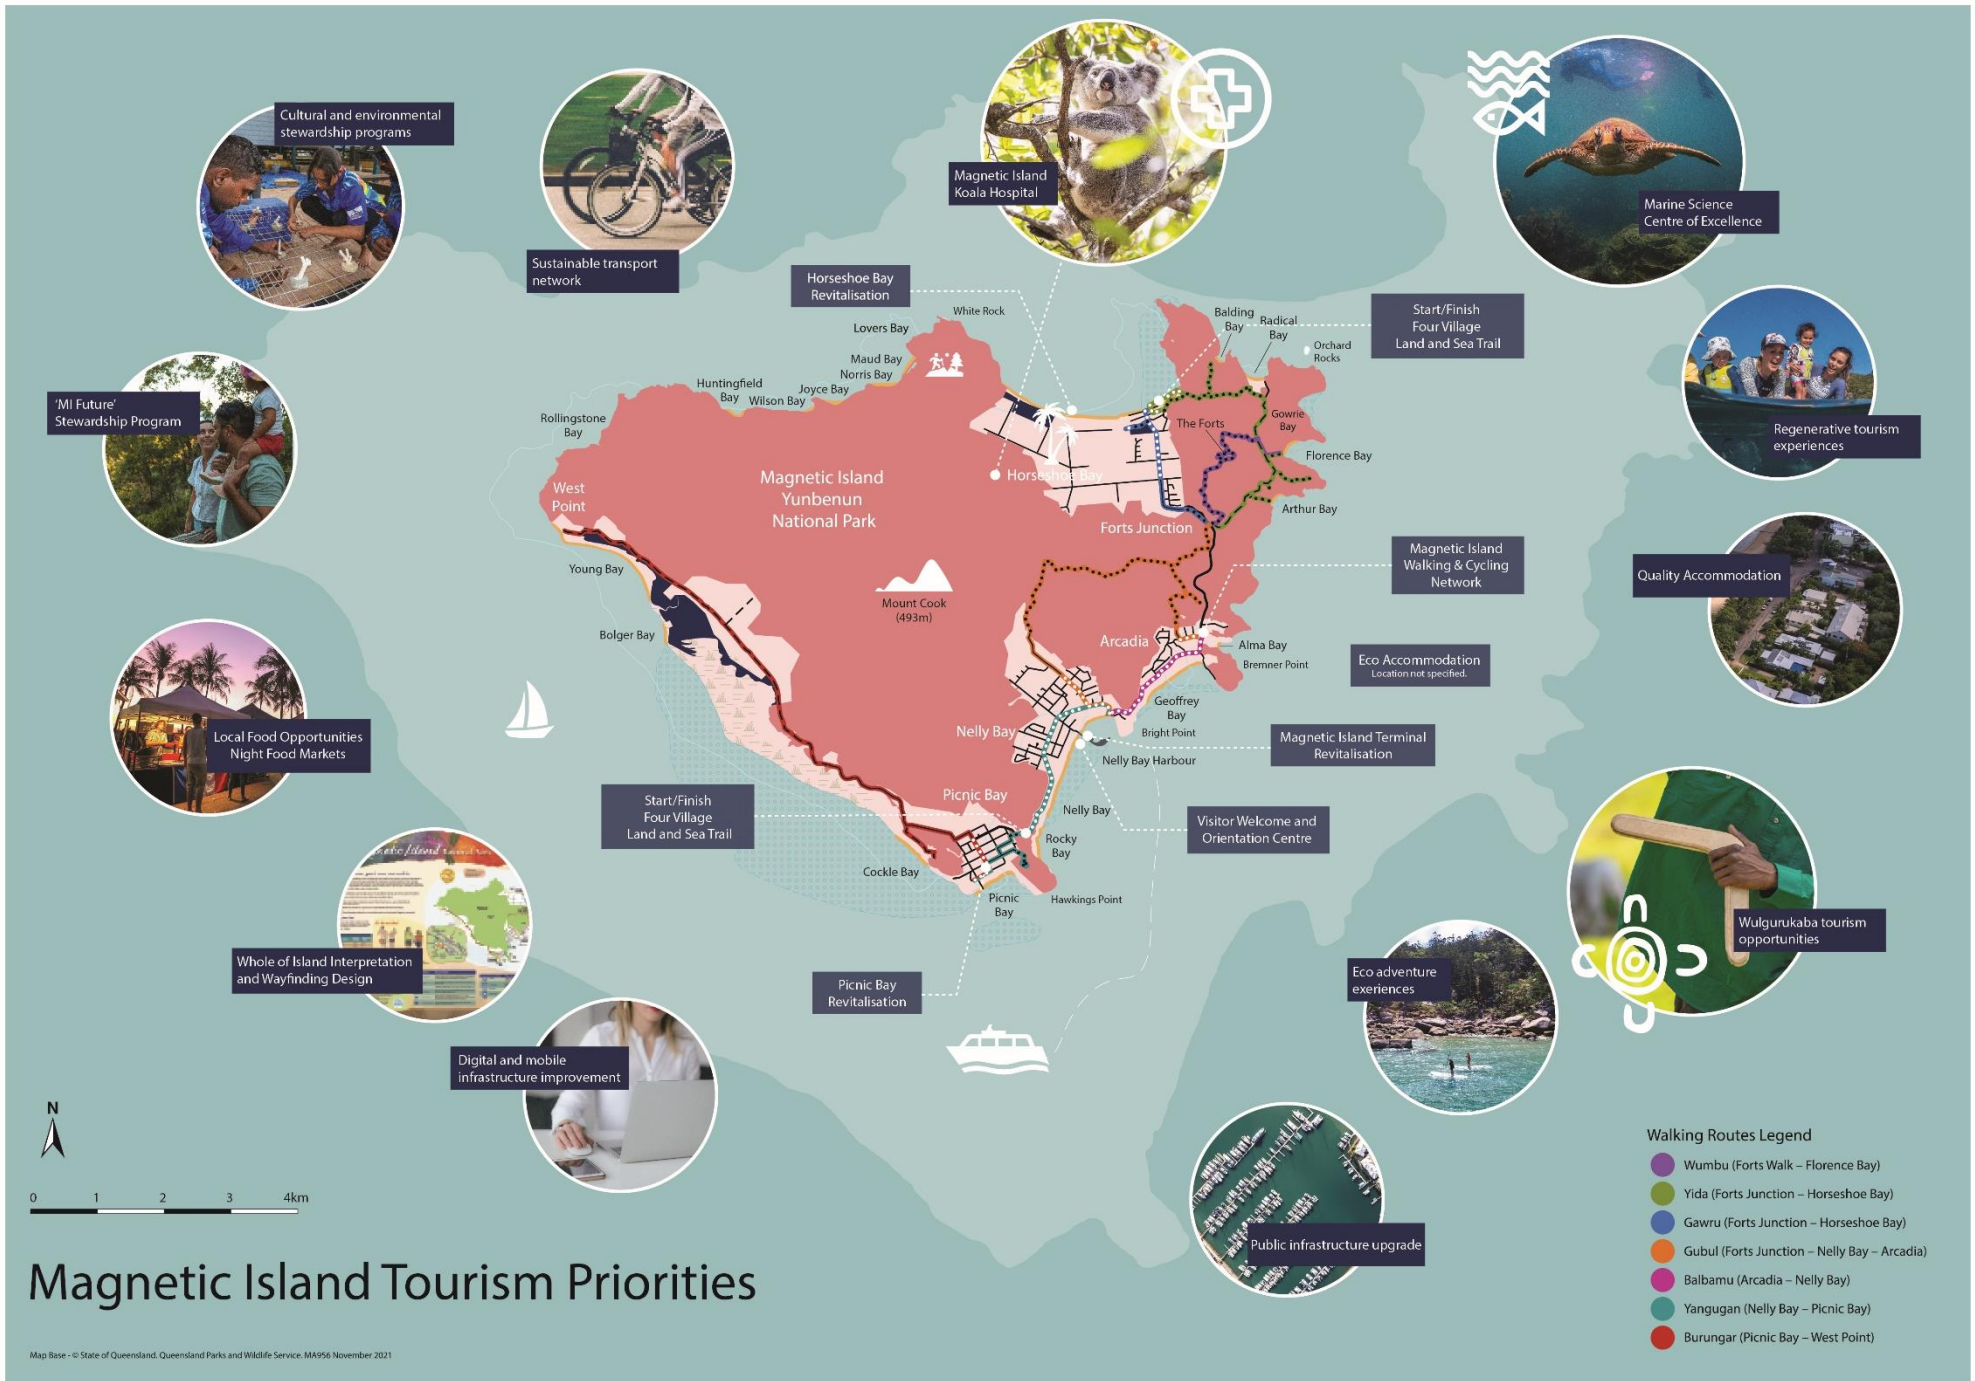 Cultural and environmental
stewardship programs
Sustainable transport
network
Magnetic Island
Koala Hospital
Marine Science
Centre of Excellence
Horseshoe Bay
Revitalisation
Start/Finish
Four Village
Land and Sea Trail
White Rock
Lovers Bay
Balding
Bay
Radical
Bay
Orchard
Rocks
Maud Bay
Norris Bay
Joyce Bay
Huntingfield
Bay
Wilson Bay
Rollingstone
Bay
'MI Future'
Stewardship Program
Regenerative tourism
experiences
The Forts
Gowrie
Bay
Florence Bay
Magnetic Island
Yunbenun
National Park
Horseshoe Bay
West
Point
Arthur Bay
Forts Junction
Young Bay
Mount Cook
(493m)
Magnetic Island
Walking & Cycling
Network
Quality Accommodation
Bolger Bay
Arcadia
Alma Bay
Bremner Point
Eco Accommodation
Location not specified.
Geoffrey
Bay
Bright Point
Nelly Bay
Nelly Bay Harbour
Magnetic Island Terminal
Revitalisation
Local Food Opportunities
Night Food Markets
Start/Finish
Four Village
Land and Sea Trail
Picnic Bay
Nelly Bay
Rocky
Bay
Visitor Welcome and
Orientation Centre
Cockle Bay
Picnic
Bay
Hawkings Point
Wulgurukaba tourism
opportunities
Whole of Island Interpretation
and Wayfinding Design
Picnic Bay
Revitalisation
Eco adventure
exeriences
Digital and mobile
infrastructure improvement
Public infrastructure upgrade
N
0 1 2 3 4km
Walking Routes Legend
Wumbu (Forts Walk – Florence Bay)
Yida (Forts Junction – Horseshoe Bay)
Gawru (Forts Junction – Horseshoe Bay)
Gubul (Forts Junction – Nelly Bay – Arcadia)
Balbamu (Arcadia – Nelly Bay)
Yangugan (Nelly Bay – Picnic Bay)
Burungar (Picnic Bay – West Point)
Magnetic Island Tourism Priorities
Map Base - © State of Queensland. Queensland Parks and Wildlife Service. MA956 November 2021